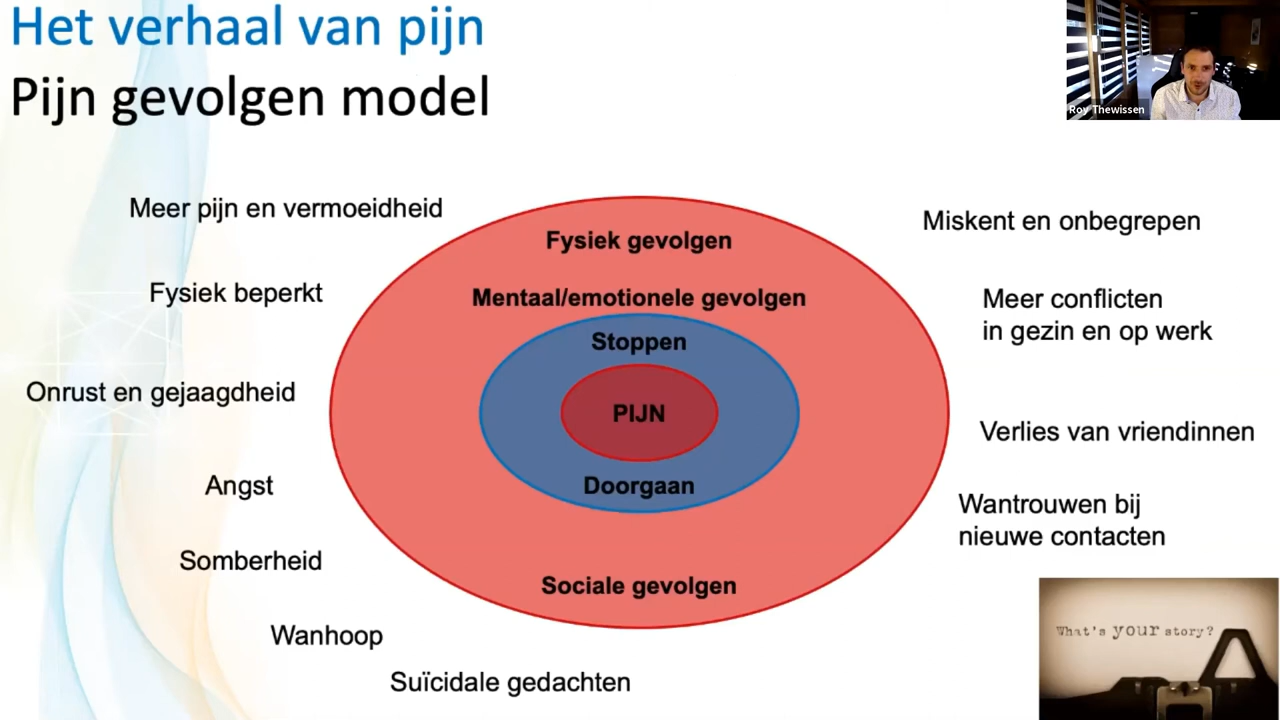 Het verhaal van pijn
Pijn gevolgen model
Roy Thewissen
Meer pijn en vermoeidheid
Fysiek beperkt
Onrust en gejaagdheid
Angst
Somberheid
Wanhoop
Suïcidale gedachten
Fysiek gevolgen
Mentaal/emotionele gevolgen
Stoppen
PIJN
Doorgaan
Sociale gevolgen
Miskent en onbegrepen
Meer conflicten
in gezin en op werk
Verlies van vriendinnen
Wantrouwen bij
nieuwe contacten
What's your story?